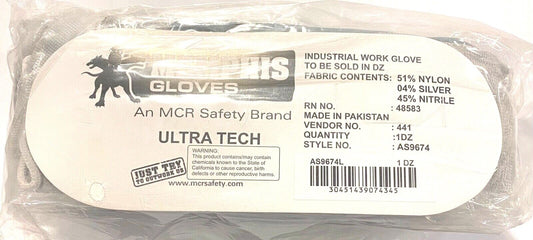 MEMPHIS
GLOVES
An MCR Safety Brand
ULTRA TECH
JUST TRY
TO OUTWORK US
WARNING:
This product contains/may contain
chemicals known to the State of
California to cause cancer, birth
defects or other reproductive harm.
www.mcrsafety.com
INDUSTRIAL WORK GLOVE
TO BE SOLD IN DZ
FABRIC CONTENTS: 51% NYLON
04% SILVER
45% NITRILE
RN NO. : 48583
MADE IN PAKISTAN
VENDOR NO. : 441
QUANTITY : 1DZ
STYLE NO. : AS9674
AS9674L 1 DZ
30451439074345